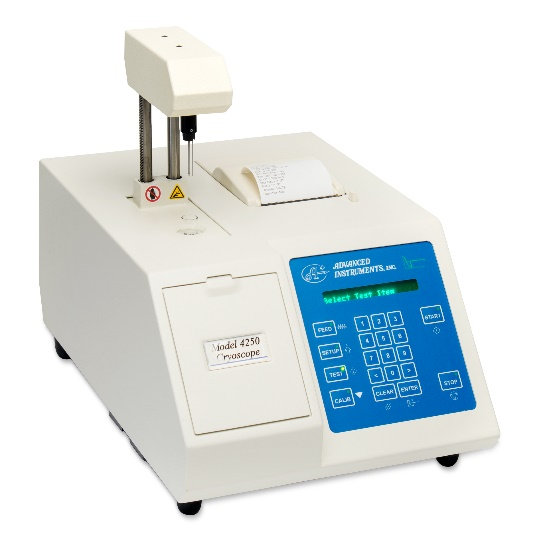 ADVANCED
INSTRUMENTS, INC.
Select Test Item
FEED
1
2
3
START
SETUP
4
5
6
7
8
9
TEST
<
0
>
STOP
CALIB
CLEAR
ENTER
Model 4250
Cryoscope